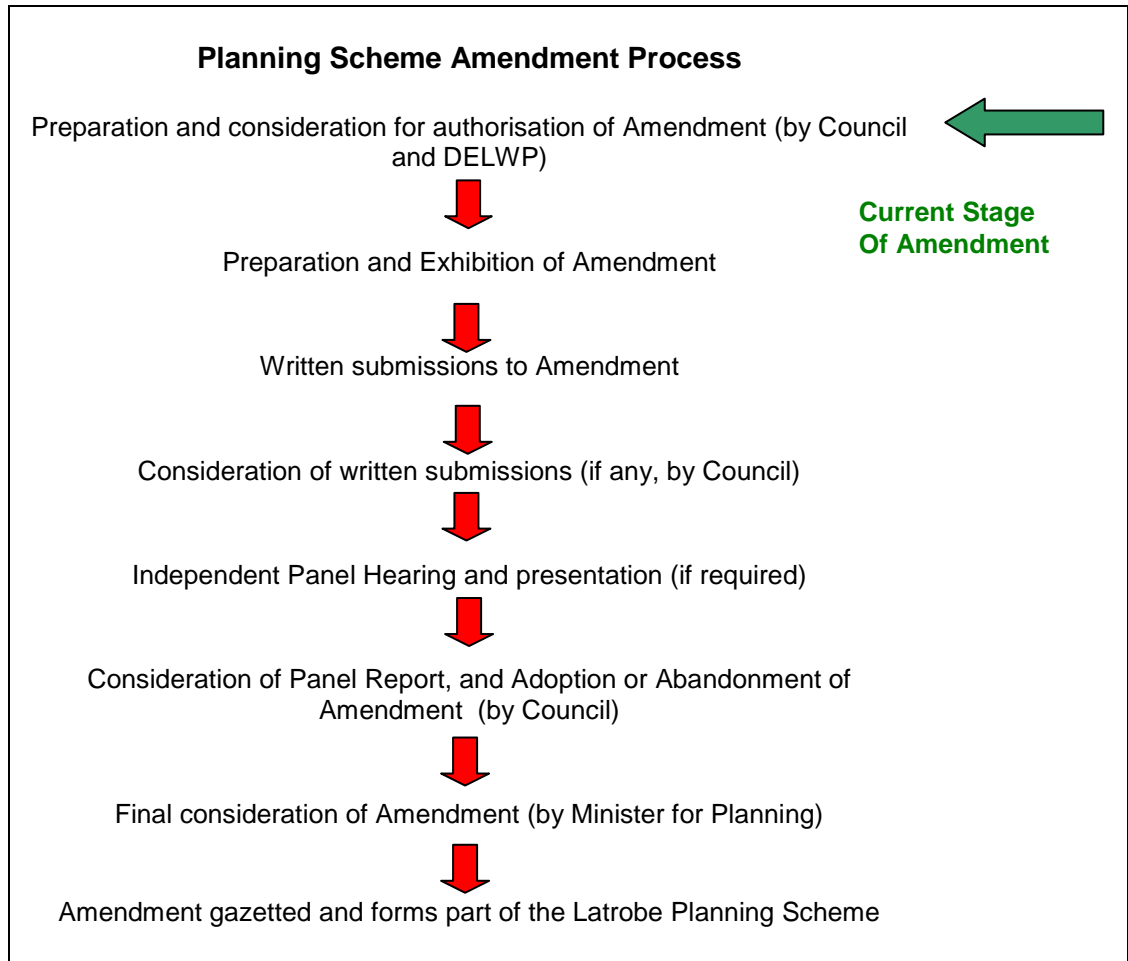 Planning Scheme Amendment Process
Preparation and consideration for authorisation of Amendment (by Council
and DELWP)
Current Stage
Of Amendment
Preparation and Exhibition of Amendment
Written submissions to Amendment
Consideration of written submissions (if any, by Council)
Independent Panel Hearing and presentation (if required)
Consideration of Panel Report, and Adoption or Abandonment of
Amendment (by Council)
Final consideration of Amendment (by Minister for Planning)
Amendment gazetted and forms part of the Latrobe Planning Scheme